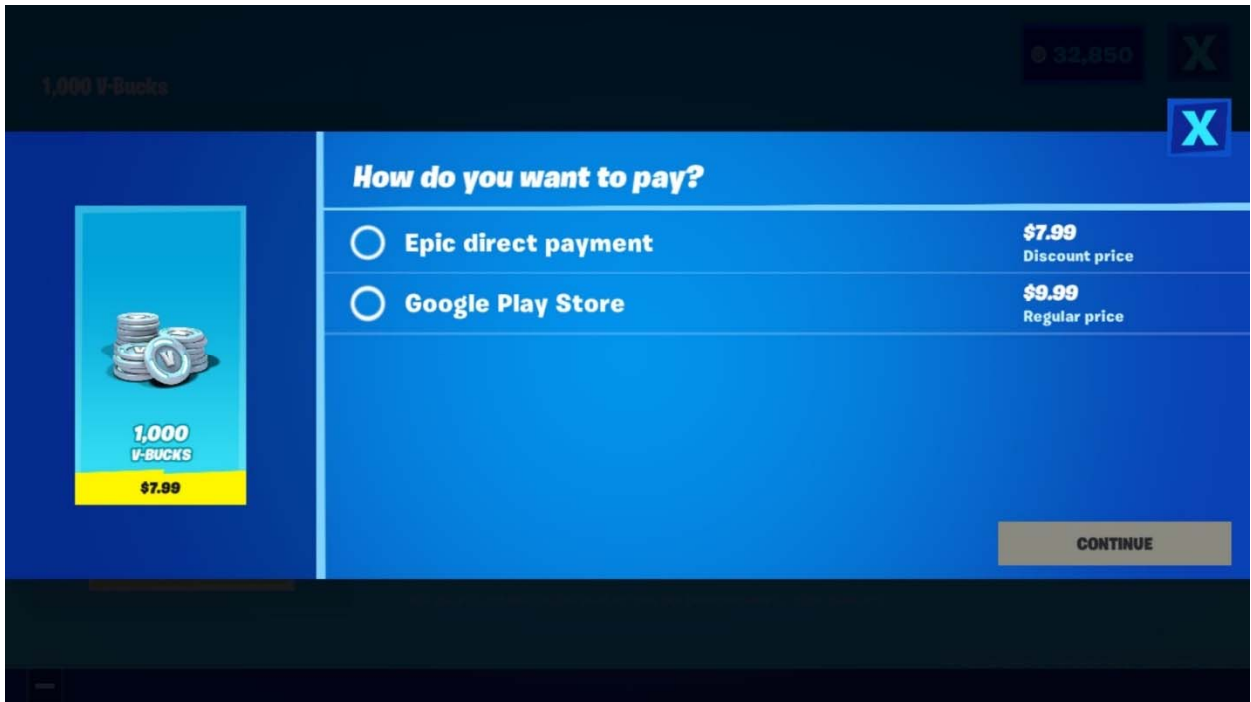 32,850
X
1,000 V-Bucks
X
How do you want to pay?
Epic direct payment
$7.99
Discount price
Google Play Store
$9.99
Regular price
1,000
V-BUCKS
$7.99
CONTINUE